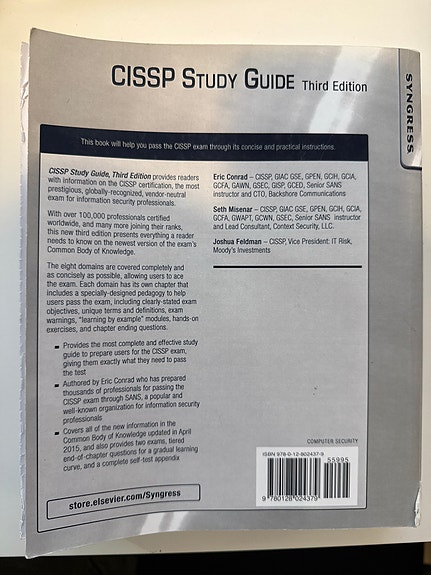 CISSP STUDY GUIDE Third Edition
SYNGRESS
This book will help you pass the CISSP exam through its concise and practical instructions.
CISSP Study Guide, Third Edition provides readers
with information on the CISSP certification, the most
prestigious, globally-recognized, vendor-neutral
exam for information security professionals.
With over 100,000 professionals certified
worldwide, and many more joining their ranks,
this new third edition presents everything a reader
needs to know on the newest version of the exam's
Common Body of Knowledge.
The eight domains are covered completely and
as concisely as possible, allowing users to ace
the exam. Each domain has its own chapter that
includes a specially-designed pedagogy to help
users pass the exam, including clearly-stated exam
objectives, unique terms and definitions, exam
warnings, "learning by example" modules, hands-on
exercises, and chapter ending questions.
- Provides the most complete and effective study
guide to prepare users for the CISSP exam,
giving them exactly what they need to pass
the test
- Authored by Eric Conrad who has prepared
thousands of professionals for passing the
CISSP exam through SANS, a popular and
well-known organization for information security
professionals
- Covers all of the new information in the
Common Body of Knowledge updated in April
2015, and also provides two exams, tiered
end-of-chapter questions for a gradual learning
curve, and a complete self-test appendix
store.elsevier.com/Syngress
Eric Conrad – CISSP, GIAC GSE, GPEN, GCIH, GCIA,
GCFA, GAWN, GSEC, GISP, GCED, Senior SANS
instructor and CTO, Backshore Communications
Seth Misenar – CISSP, GIAC GSE, GPEN, GCIH, GCIA,
GCFA, GWAPT, GCWN, GSEC, Senior SANS instructor
and Lead Consultant, Context Security, LLC.
Joshua Feldman – CISSP, Vice President: IT Risk,
Moody's Investments
COMPUTER SECURITY
ISBN 978-0-12-802437-9
55995
9 780128 024379